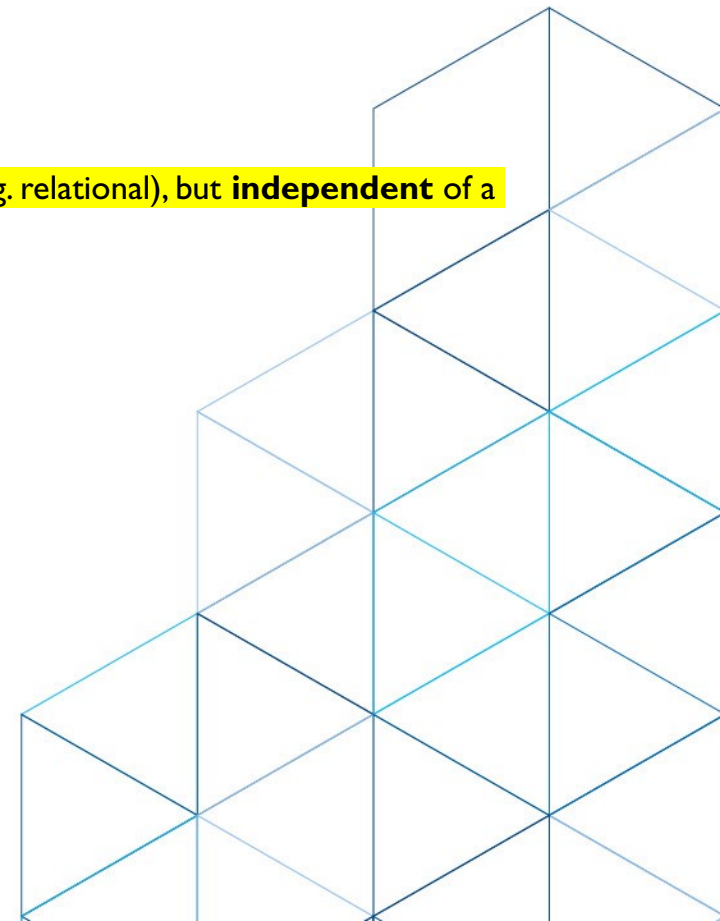 g. relational), but independent of a